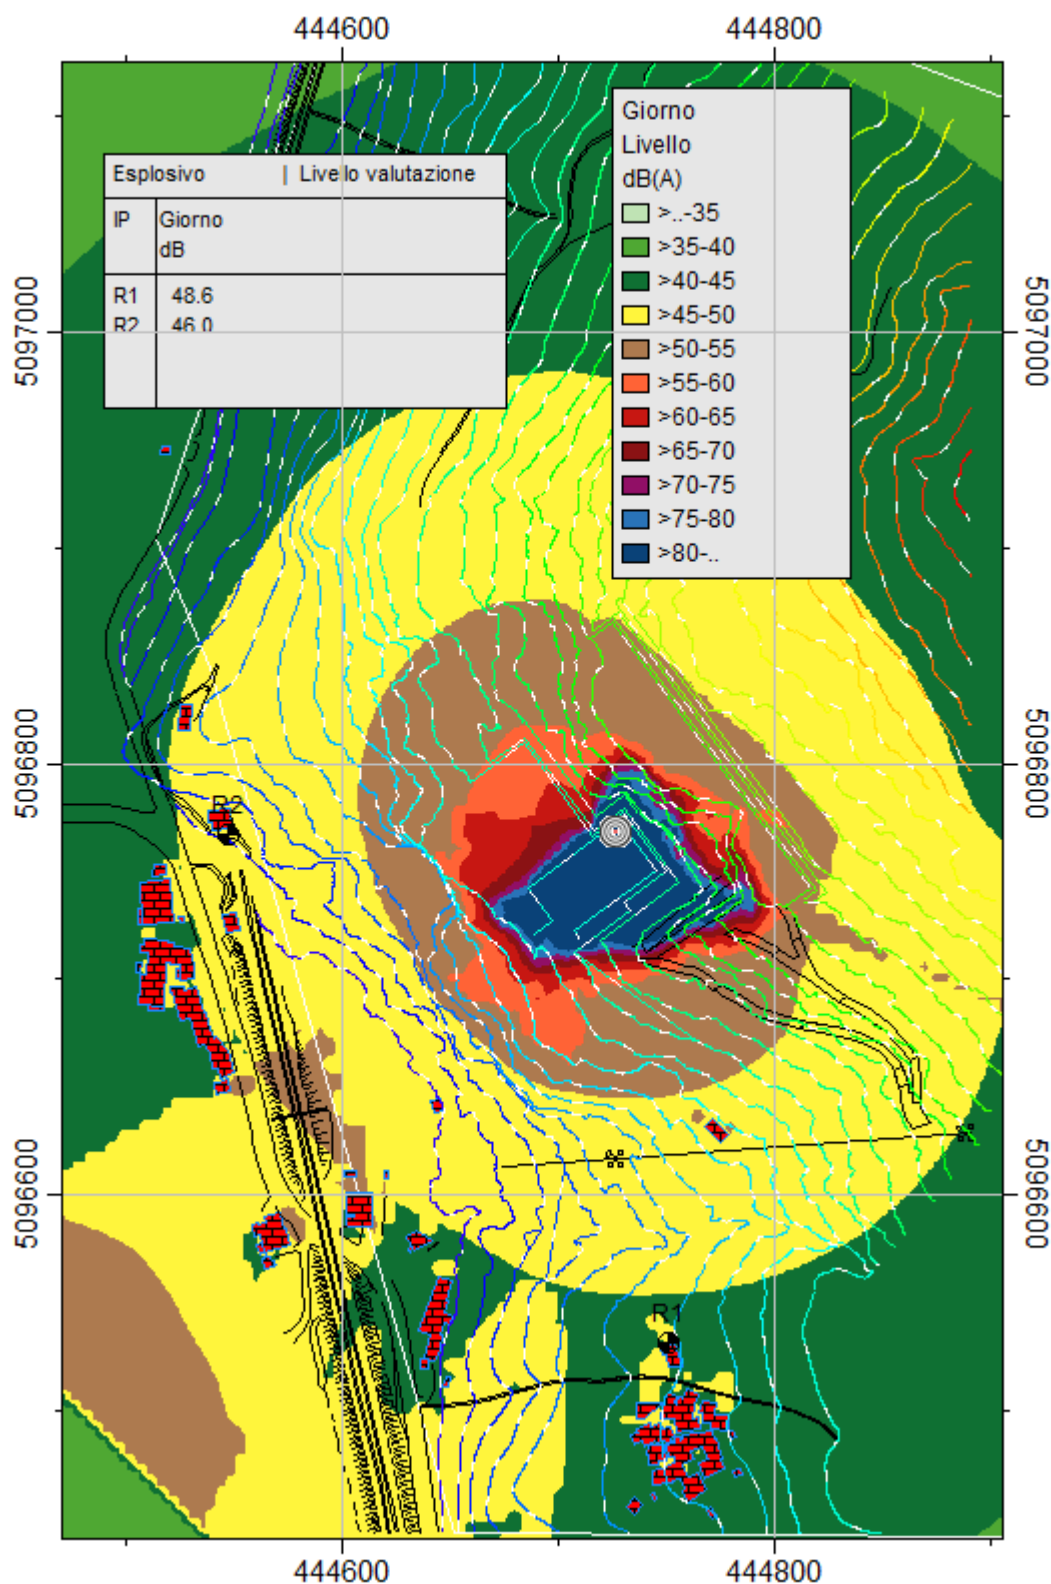 444600 444800
Esplosivo | Livello valutazione
IP Giorno
dB
R1 48.6
R2 46.0
Giorno
Livello
dB(A)
>..-35
>35-40
>40-45
>45-50
>50-55
>55-60
>60-65
>65-70
>70-75
>75-80
>80-..
5097000 5097000
5096800 5096800
R2
5096600 5096600
R1
444600 444800